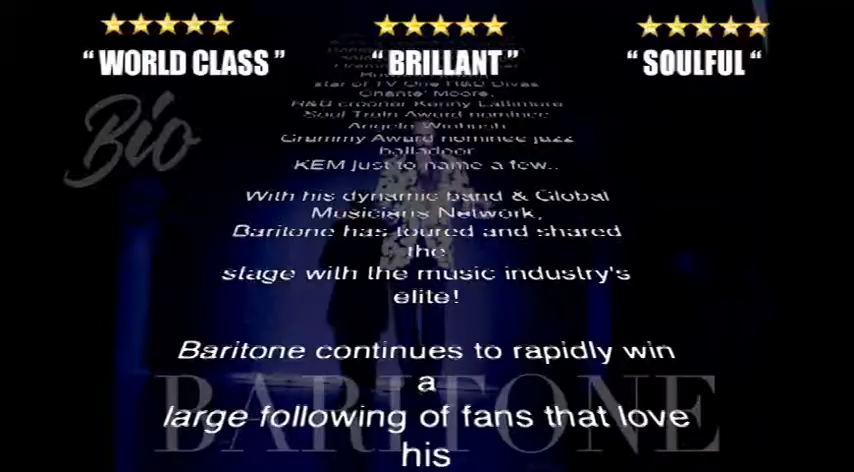 “ WORLD CLASS ” “ BRILLANT ” “ SOULFUL “
Bio
star of TV One R&B Divas
Chante' Moore,
R&B crooner Kenny Lattimore
Soul Train Award nominee
Angela Winbush
Grammy Award nominee jazz
balladoor
KEM just to name a few..
With his dynamic band & Global
Musicians Network,
Baritone has toured and shared
the
stage with the music industry's
elite!
Baritone continues to rapidly win
a
large following of fans that love
his
BARITONE